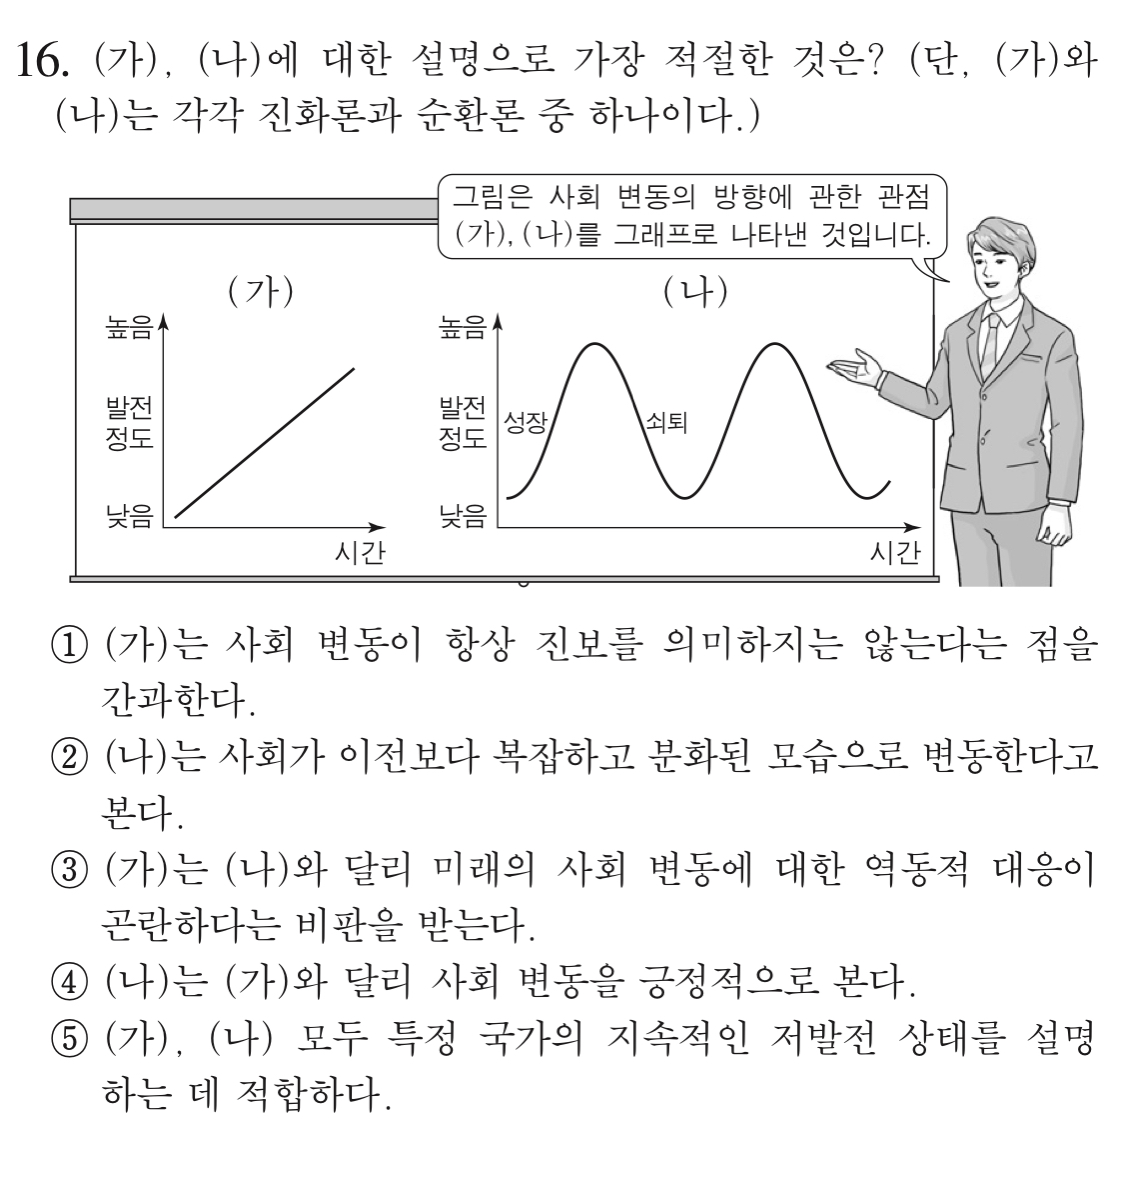 16. (가), (나)에 대한 설명으로 가장 적절한 것은? (단, (가)와
(나)는 각각 진화론과 순환론 중 하나이다.)
그림은 사회 변동의 방향에 관한 관점
(가), (나)를 그래프로 나타낸 것입니다.
(가)
높음
발전
정도
낮음
시간
(나)
높음
발전
정도
성장
쇠퇴
낮음
시간
① (가)는 사회 변동이 항상 진보를 의미하지는 않는다는 점을
간과한다.
② (나)는 사회가 이전보다 복잡하고 분화된 모습으로 변동한다고
본다.
③ (가)는 (나)와 달리 미래의 사회 변동에 대한 역동적 대응이
곤란하다는 비판을 받는다.
④ (나)는 (가)와 달리 사회 변동을 긍정적으로 본다.
⑤ (가), (나) 모두 특정 국가의 지속적인 저발전 상태를 설명
하는 데 적합하다.